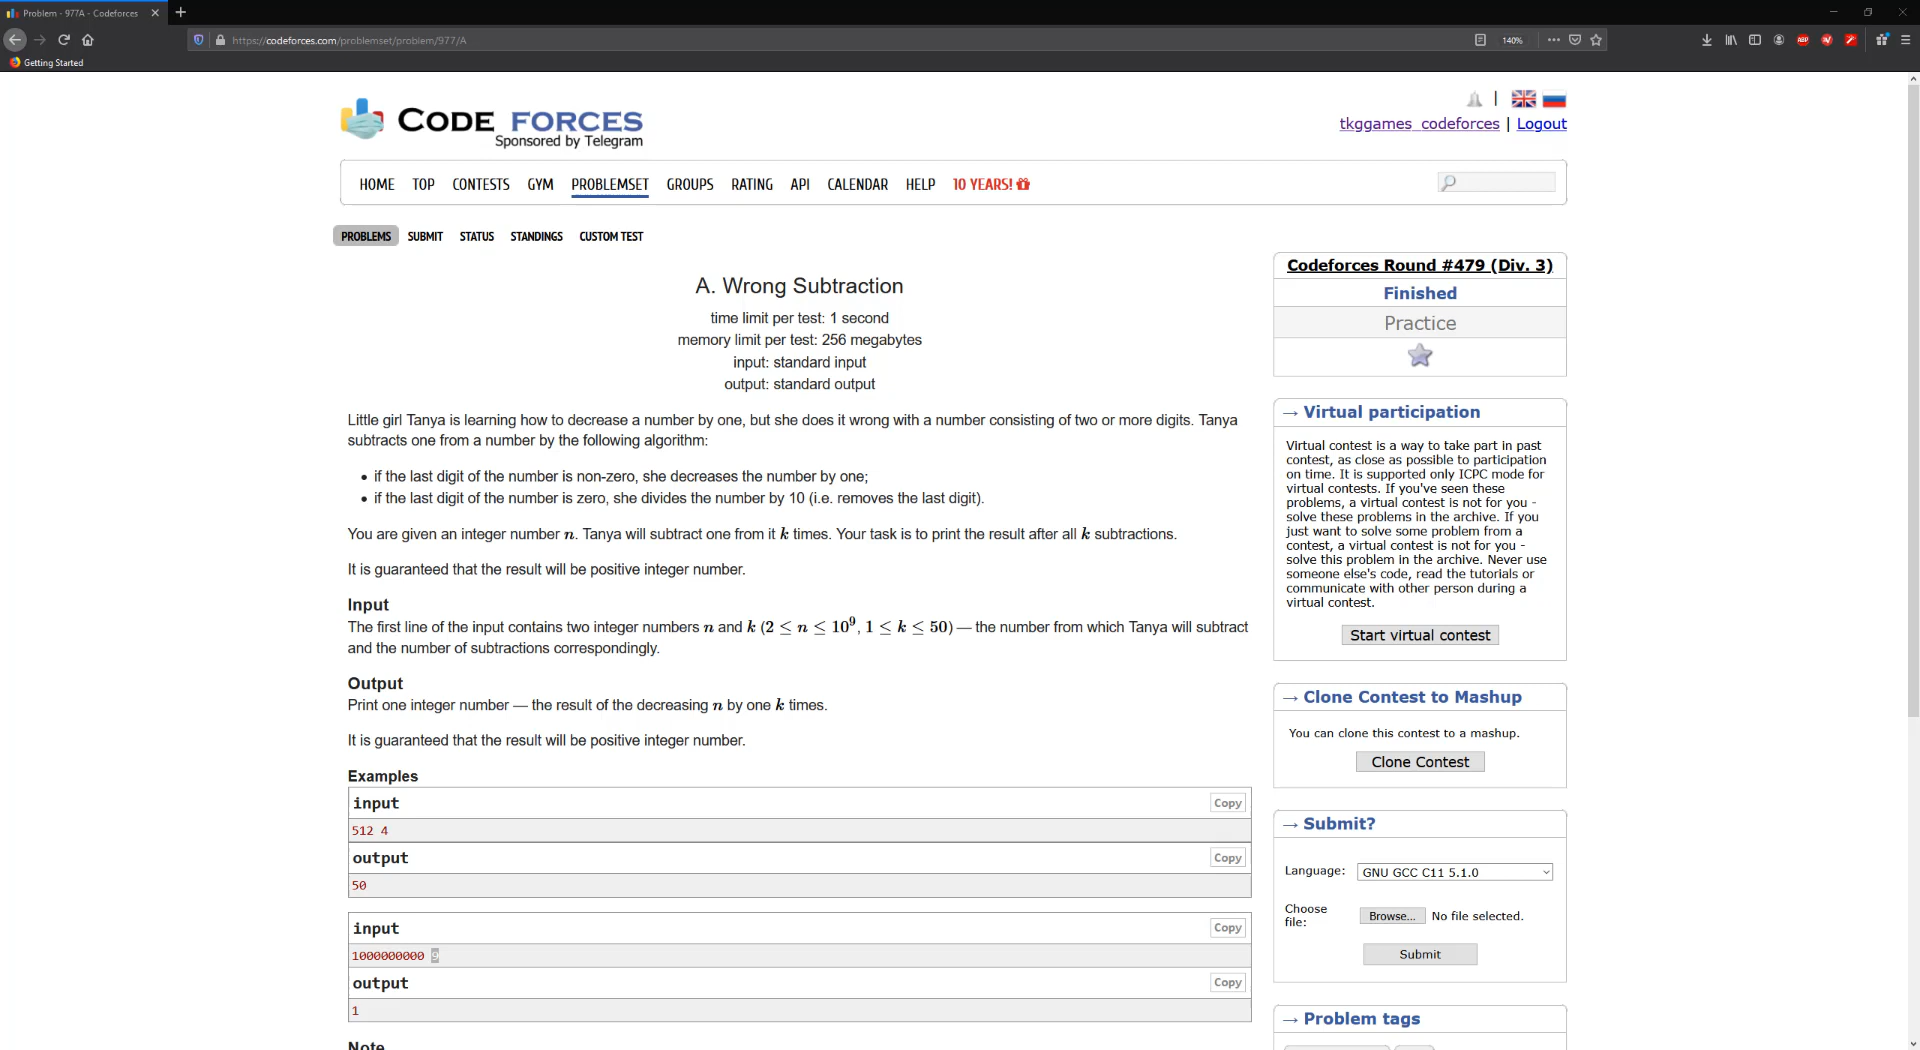 Problem - 977A - Codeforces
https://codeforces.com/problemset/problem/977/A
140%
ABP
Getting Started
CODE FORCES
Sponsored by Telegram
|
tkggames_codeforces | Logout
HOME TOP CONTESTS GYM PROBLEMSET GROUPS RATING API CALENDAR HELP 10 YEARS!
PROBLEMS SUBMIT STATUS STANDINGS CUSTOM TEST
A. Wrong Subtraction
time limit per test: 1 second
memory limit per test: 256 megabytes
input: standard input
output: standard output
Little girl Tanya is learning how to decrease a number by one, but she does it wrong with a number consisting of two or more digits. Tanya
subtracts one from a number by the following algorithm:
• if the last digit of the number is non-zero, she decreases the number by one;
• if the last digit of the number is zero, she divides the number by 10 (i.e. removes the last digit).
You are given an integer number n. Tanya will subtract one from it k times. Your task is to print the result after all k subtractions.
It is guaranteed that the result will be positive integer number.
Input
The first line of the input contains two integer numbers n and k (2 ≤ n ≤ 10⁹, 1 ≤ k ≤ 50) — the number from which Tanya will subtract
and the number of subtractions correspondingly.
Output
Print one integer number — the result of the decreasing n by one k times.
It is guaranteed that the result will be positive integer number.
Examples
input
Copy
512 4
output
Copy
50
input
Copy
1000000000 9
output
Copy
1
Note
Codeforces Round #479 (Div. 3)
Finished
Practice
→ Virtual participation
Virtual contest is a way to take part in past
contest, as close as possible to participation
on time. It is supported only ICPC mode for
virtual contests. If you've seen these
problems, a virtual contest is not for you -
solve these problems in the archive. If you
just want to solve some problem from a
contest, a virtual contest is not for you -
solve this problem in the archive. Never use
someone else's code, read the tutorials or
communicate with other person during a
virtual contest.
Start virtual contest
→ Clone Contest to Mashup
You can clone this contest to a mashup.
Clone Contest
→ Submit?
Language: GNU GCC C11 5.1.0
Choose
file:
Browse... No file selected.
Submit
→ Problem tags